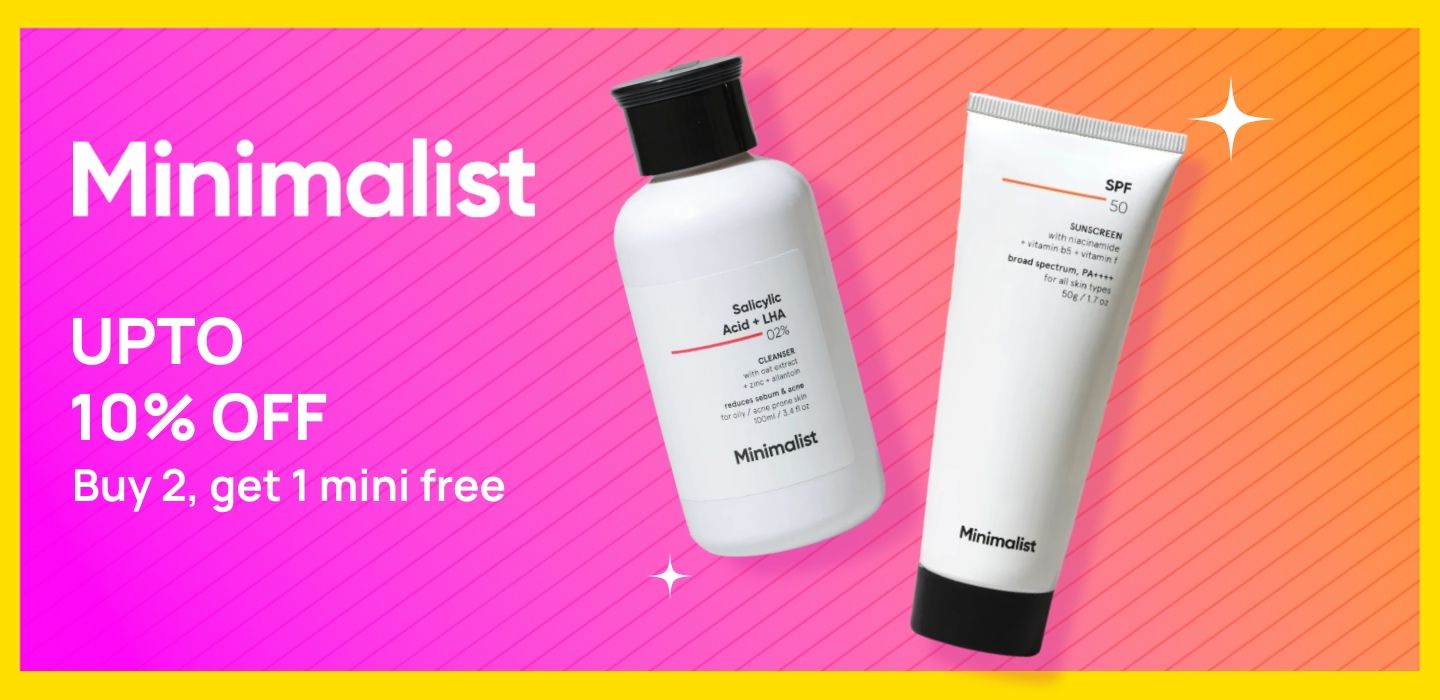 Minimalist
UPTO
10% OFF
Buy 2, get 1 mini free
Salicylic
Acid + LHA
02%
CLEANSER
with oat extract
+ zinc + allantoin
reduces sebum & acne
for oily / acne prone skin
100ml / 3.4 fl oz
Minimalist
SPF
50
SUNSCREEN
with niacinamide
+ vitamin b5 + vitamin f
broad spectrum, PA++++
for all skin types
50g / 1.7 oz
Minimalist